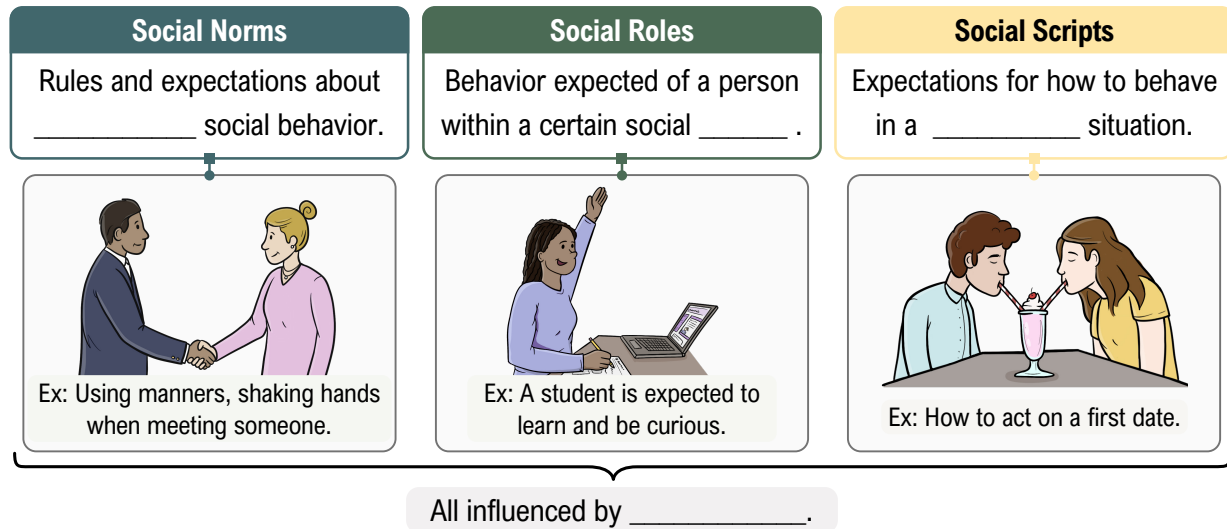 Social Norms
Rules and expectations about
___________ social behavior.
Ex: Using manners, shaking hands
when meeting someone.
Social Roles
Behavior expected of a person
within a certain social ______ .
Ex: A student is expected to
learn and be curious.
Social Scripts
Expectations for how to behave
in a __________ situation.
Ex: How to act on a first date.
All influenced by ____________.